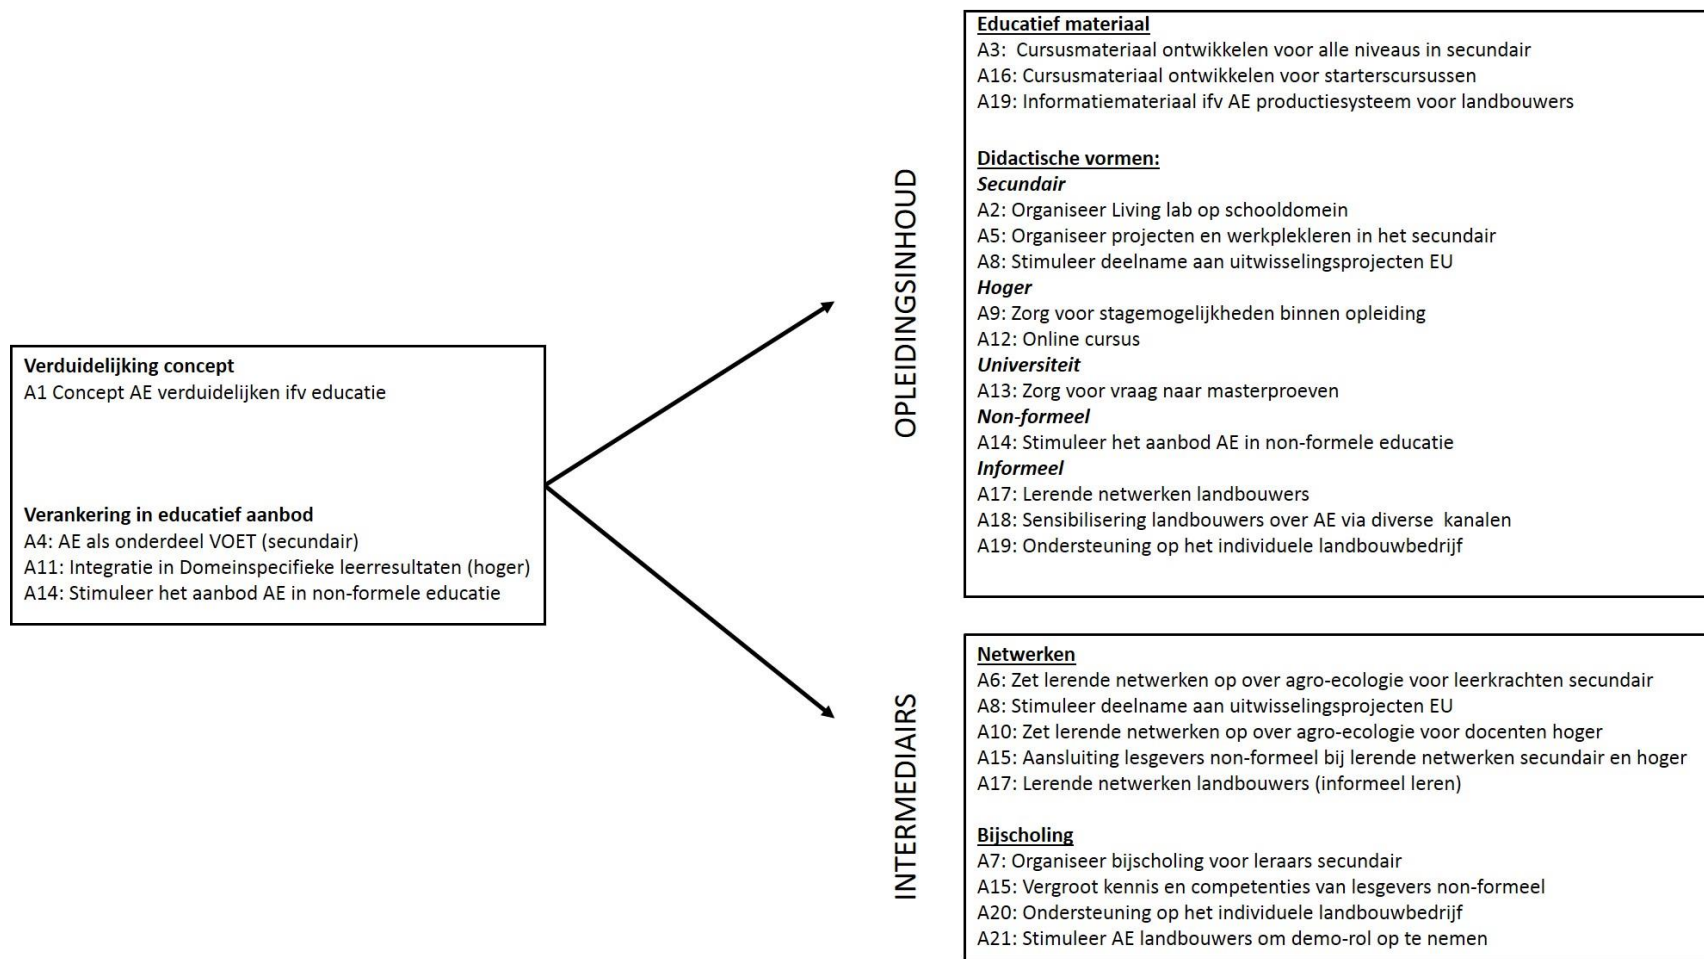 Verduidelijking concept
A1 Concept AE verduidelijken ifv educatie
Verankering in educatief aanbod
A4: AE als onderdeel VOET (secundair)
A11: Integratie in Domeinspecifieke leerresultaten (hoger)
A14: Stimuleer het aanbod AE in non-formele educatie
OPLEIDINGSINHOUD
Educatief materiaal
A3: Cursusmateriaal ontwikkelen voor alle niveaus in secundair
A16: Cursusmateriaal ontwikkelen voor starterscursussen
A19: Informatiemateriaal ifv AE productiesysteem voor landbouwers
Didactische vormen:
Secundair
A2: Organiseer Living lab op schooldomein
A5: Organiseer projecten en werkplekleren in het secundair
A8: Stimuleer deelname aan uitwisselingsprojecten EU
Hoger
A9: Zorg voor stagemogelijkheden binnen opleiding
A12: Online cursus
Universiteit
A13: Zorg voor vraag naar masterproeven
Non-formeel
A14: Stimuleer het aanbod AE in non-formele educatie
Informeel
A17: Lerende netwerken landbouwers
A18: Sensibilisering landbouwers over AE via diverse kanalen
A19: Ondersteuning op het individuele landbouwbedrijf
INTERMEDIAIRS
Netwerken
A6: Zet lerende netwerken op over agro-ecologie voor leerkrachten secundair
A8: Stimuleer deelname aan uitwisselingsprojecten EU
A10: Zet lerende netwerken op over agro-ecologie voor docenten hoger
A15: Aansluiting lesgevers non-formeel bij lerende netwerken secundair en hoger
A17: Lerende netwerken landbouwers (informeel leren)
Bijscholing
A7: Organiseer bijscholing voor leraars secundair
A15: Vergroot kennis en competenties van lesgevers non-formeel
A20: Ondersteuning op het individuele landbouwbedrijf
A21: Stimuleer AE landbouwers om demo-rol op te nemen